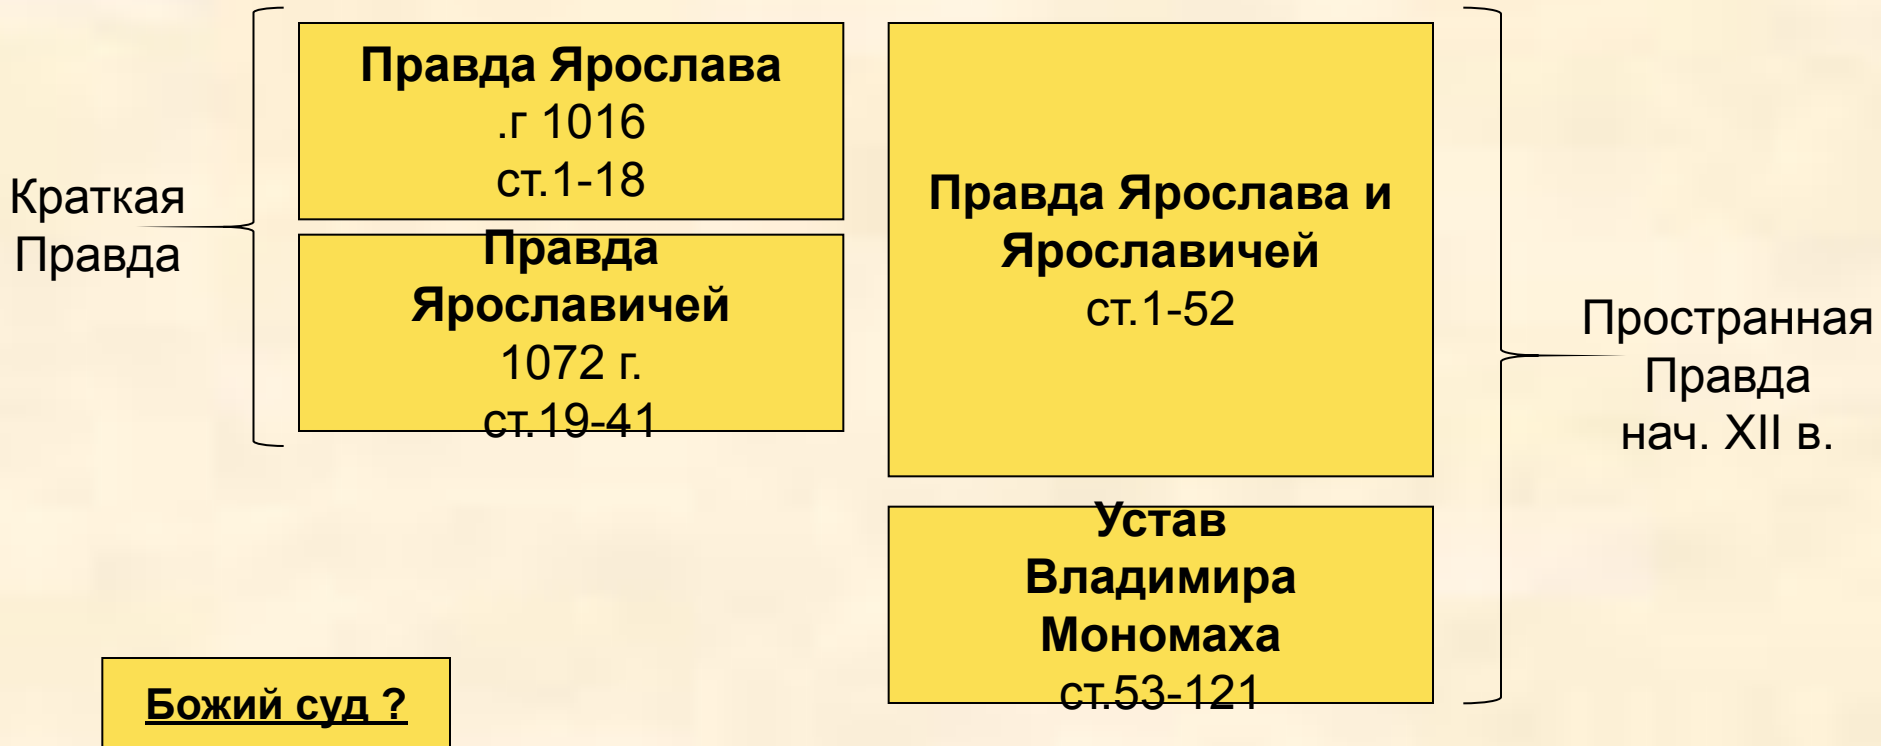 Краткая
Правда
Правда Ярослава
.г 1016
ст.1-18
Правда
Ярославичей
1072 г.
ст.19-41
Правда Ярослава и
Ярославичей
ст.1-52
Устав
Владимира
Мономаха
ст.53-121
Пространная
Правда
нач. XII в.
Божий суд ?